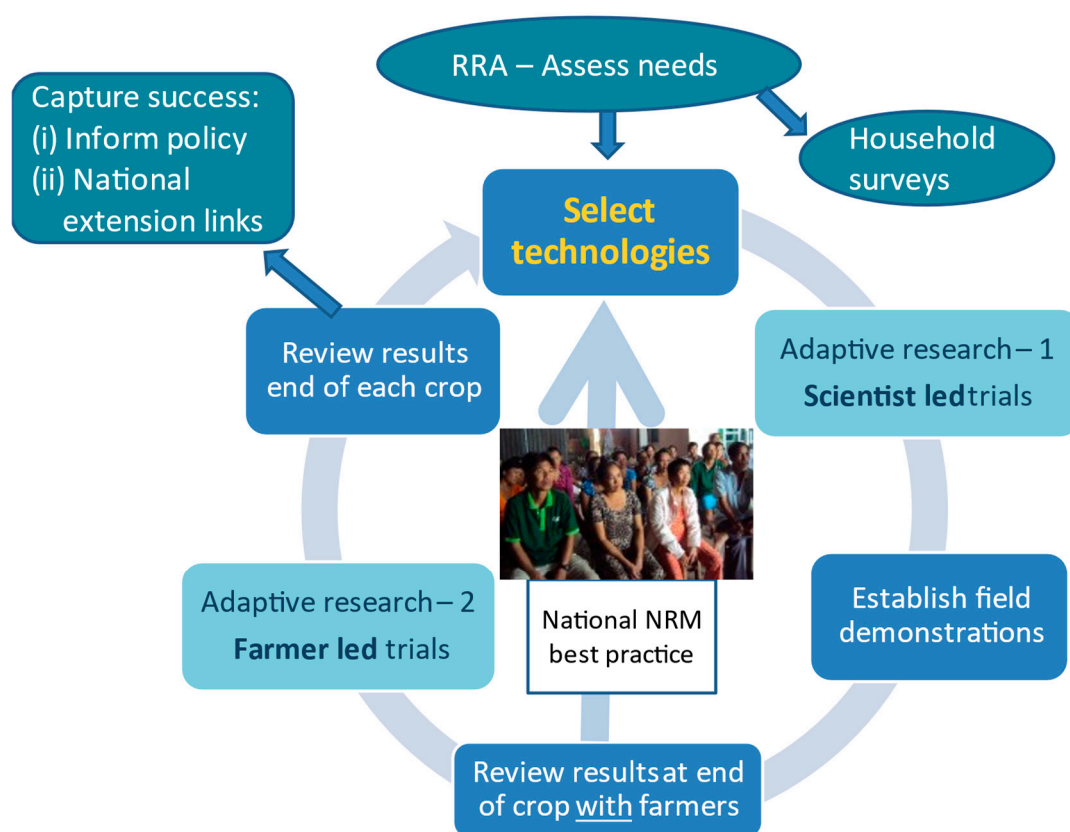 RRA – Assess needs
Capture success:
(i) Inform policy
(ii) National
extension links
Household
surveys
Select
technologies
Review results
end of each crop
Adaptive research – 1
Scientist led trials
Adaptive research – 2
Farmer led trials
National NRM
best practice
Establish field
demonstrations
Review results at end
of crop with farmers